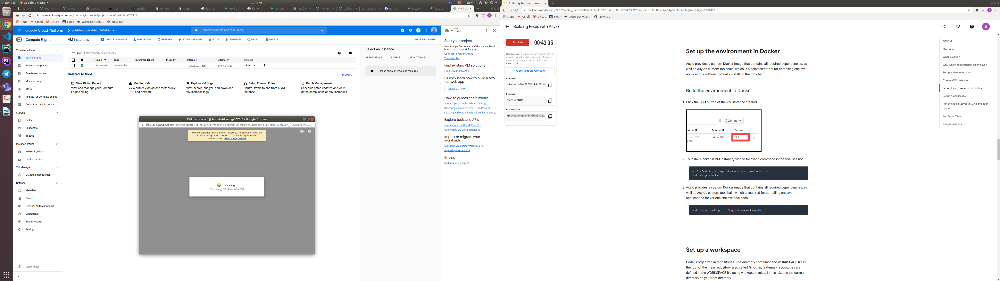 Activities
Google Chrome
Ср 17:48
en
Админ
Тестир
@vue/
Jest CL
Тестир
testing
Исполь
Опции
jest tes
API | Vu
jrst wro
Guides
Глобал
Руково
Guides
typesc
For rec
Модул
Jest Car
VM inst
console.cloud.google.com/compute/instances?project=hopeful-timing-307911
Apps
Gmail
GitLab
Порт
Офис регистр…
New Tab
Google Cloud Platform
qwiklabs-gcp-04-b96d1262683a
Search products and resources
2
Compute Engine
Virtual machines
VM instances
Instance templates
Sole-tenant nodes
Machine images
TPUs
Migrate for Compute Engine
Committed use discounts
Storage
Disks
Snapshots
Images
Instance groups
Instance groups
Health checks
VM Manager
OS patch management
Settings
Metadata
Zones
Network endpoint groups
Operations
Security scans
Settings
Marketplace
VM instances
CREATE INSTANCE
IMPORT VM
REFRESH
START / RESUME
STOP
SUSPEND
RESET
DELETE
HIDE INFO PANEL
Filter
Enter property name or value
Name
Zone
Recommendations
In use by
Internal IP
External IP
Connect
instance-1
us-central1-a
10.128.0.2 (nic0)
34.67.210.52
SSH
Related Actions
DISMISS
View Billing Report
View and manage your Compute
Engine billing
Monitor VMs
View outlier VMs across metrics like
CPU and Network
Explore VM Logs
View, search, analyze, and download
VM instance logs
Setup Firewall Rules
Control traffic to and from a VM
instance
Patch Management
Schedule patch updates and view
patch compliance on VM instances
SSH: instance-1 @ hopeful-timing-307911 - Google Chrome
ssh.cloud.google.com/projects/hopeful-timing-307911/zones/us-central1-a/instances/instance-1?authuser=0&hl=en_US&projectNu…
Please consider adding the IAP-secured Tunnel User IAM role
to start using Cloud IAP for TCP forwarding for better
performance. Learn more Dismiss
Connecting...
Transferring SSH keys to the VM.
Select an instance
PERMISSIONS
LABELS
MONITORING
Please select at least one resource.
LEARN
Tutorial
Start your project
Now that you've created a VM instance, learn
how to put it to work for you.
Connect to your instance
Transfer files
Find existing VM solutions
Explore Marketplace
Quickly learn how to build a two-
tier web app
SHOW ME HOW
How-to guides and tutorials
Setting up your website host name
Reserving a static external IP address
Creating and managing Windows instances
Explore tools and APIs
Learn about the Cloud Shell CLI
Connecting via client libraries
Import or migrate your
workloads
Migrating VMs using Velostrata
Importing virtual disks
Pricing
Understand pricing
Building Redis with Asylo
qwiklabs.com/focuses/7637?catalog_rank=%7B"rank"%3A1%2C"num_filters"%3A0%2C"has_search"%3Atrue%7D&parent=catalog&search_id=9231468
Apps
Gmail
GitLab
Порт
Офис регистр…
New Tab
Building Redis with Asylo
a
End Lab
00:43:05
Caution: When you are in the console, do not
deviate from the lab instructions. Doing so
may cause your account to be blocked.
Learn more.
Open Google Console
Username
student-04-53f541f9c05d@
Password
YvfK5sn8TP
GCP Project ID
qwiklabs-gcp-04-b96d1262
Set up the environment in Docker
Asylo provides a custom Docker image that contains all required dependencies, as
well as Asylo's custom toolchain, which is a convenient tool for compiling enclave
applications without manually installing the toolchain.
Build the environment in Docker
1. Click the SSH button of the VM instance created.
Columns
nternal IP
External IP
Connect
0.128.0.2
nic0)
34.66.188.57
SSH
2. To install Docker in VM instance, run the following command in the SSH session:
curl -fsSL https://get.docker.com -o get-docker.sh
sudo sh get-docker.sh
3. Asylo provides a custom Docker image that contains all required dependencies, as
well as Asylo's custom toolchain, which is required for compiling enclave
applications for various enclave backends.
sudo docker pull gcr.io/asylo-framework/asylo
Set up a workspace
Code is organized in repositories. The directory containing the WORKSPACE file is
the root of the main repository, also called @. Other, (external) repositories are
defined in the WORKSPACE file using workspace rules. In this lab, use the current
directory as your root directory.
GSP639
Overview
What is Asylo?
Why run an application in an enclave?
Setup and requirements
Create a VM instance
Set up the environment in Docker
Set up a workspace
Run the Redis Server in SGX Simulation
mode
Run Redis Client
Congratulations!